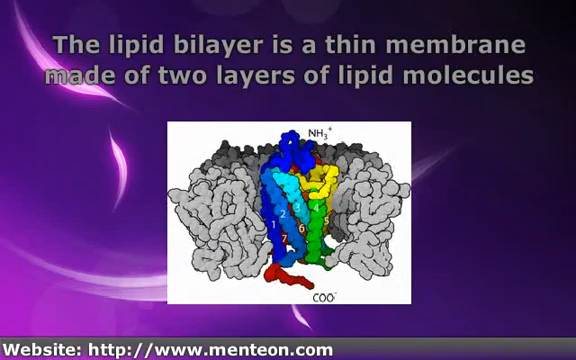 The lipid bilayer is a thin membrane
made of two layers of lipid molecules
NH₃⁺
1 2 3 4 5 6 7
COO⁻
Website: http://www.menteon.com